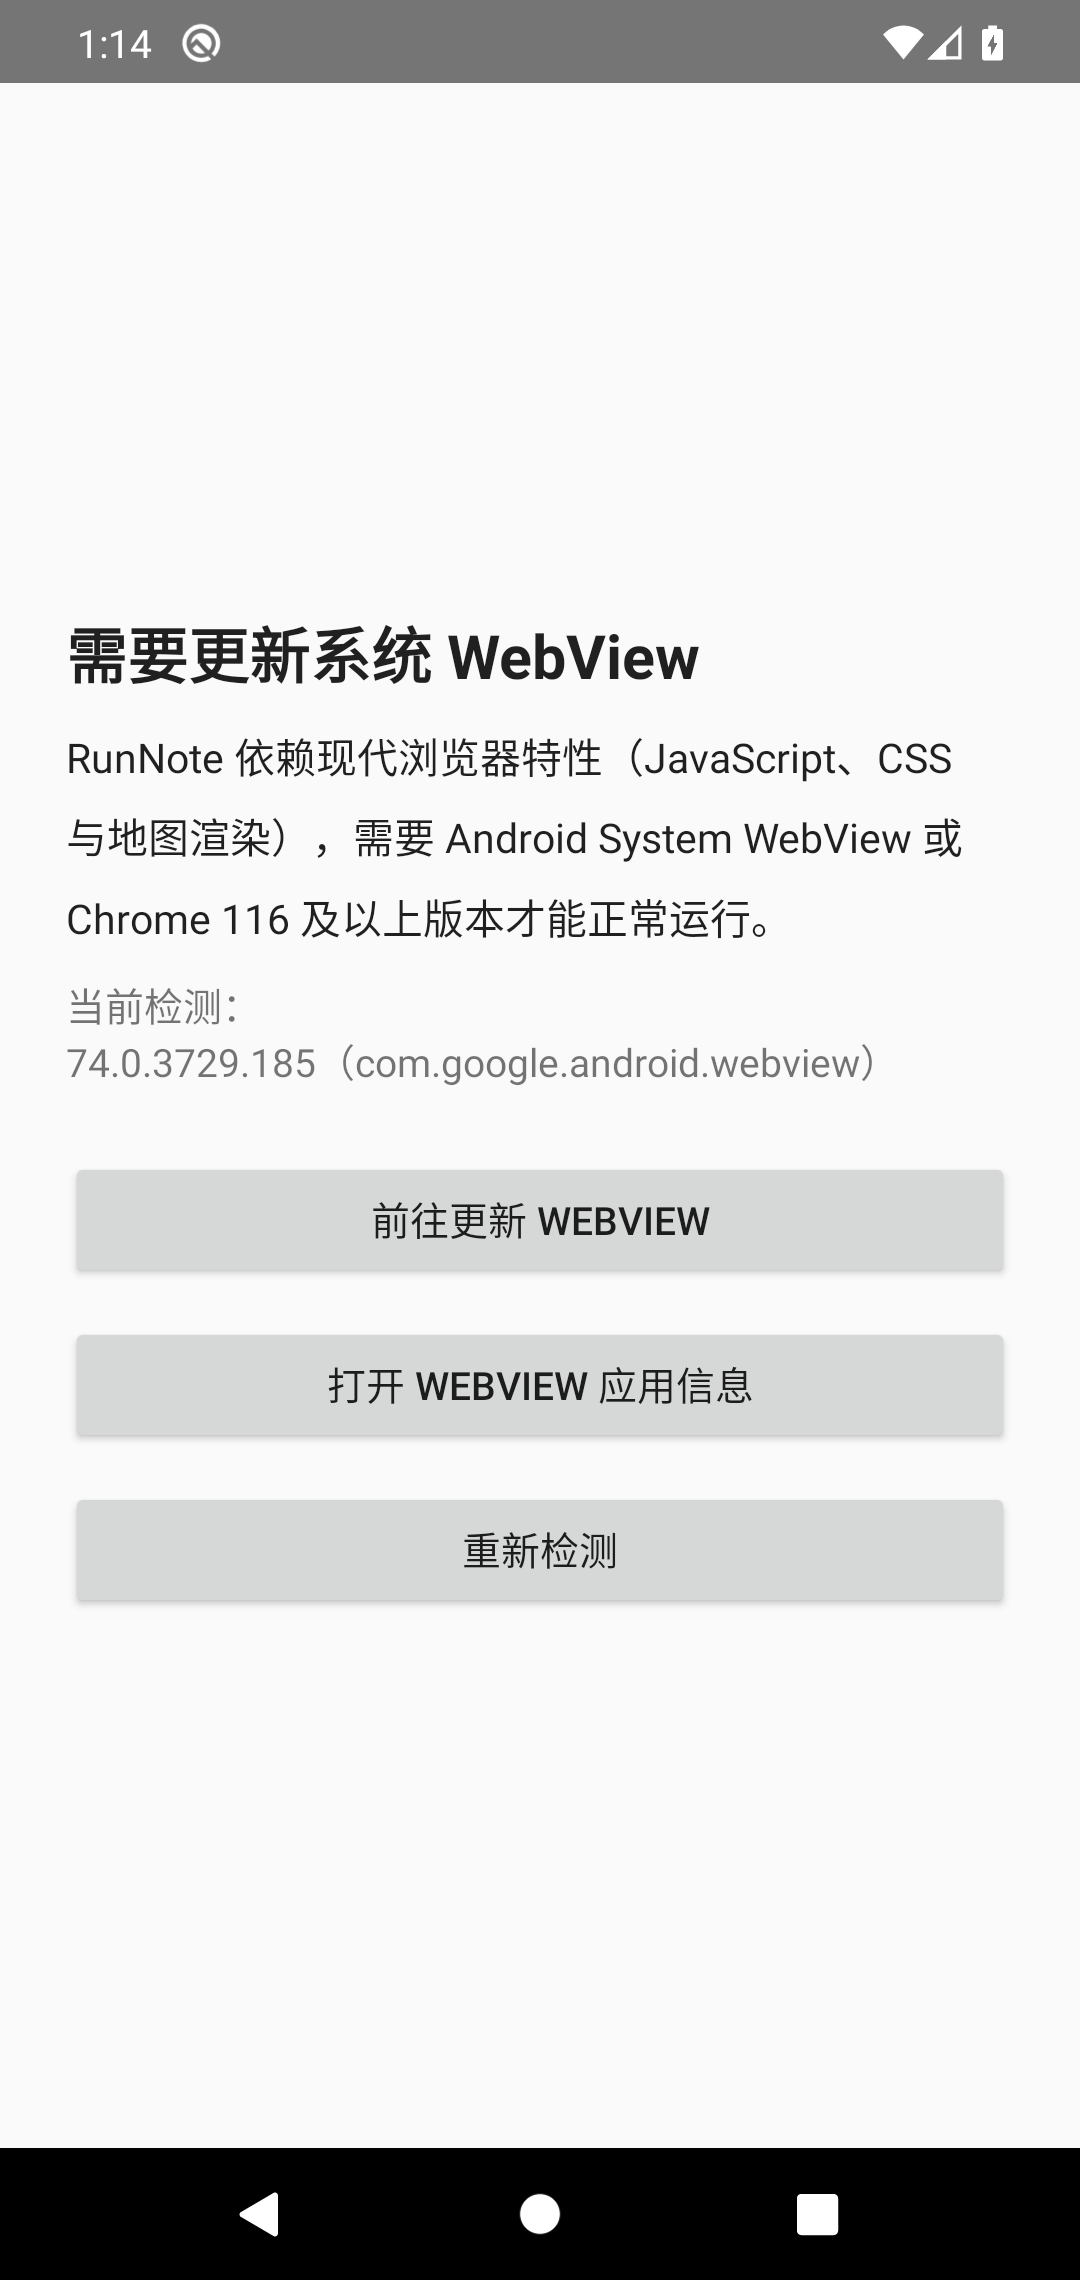 1:14
需要更新系统 WebView
RunNote 依赖现代浏览器特性（JavaScript、CSS
与地图渲染），需要 Android System WebView 或
Chrome 116 及以上版本才能正常运行。
当前检测：
74.0.3729.185（com.google.android.webview）
前往更新 WEBVIEW
打开 WEBVIEW 应用信息
重新检测